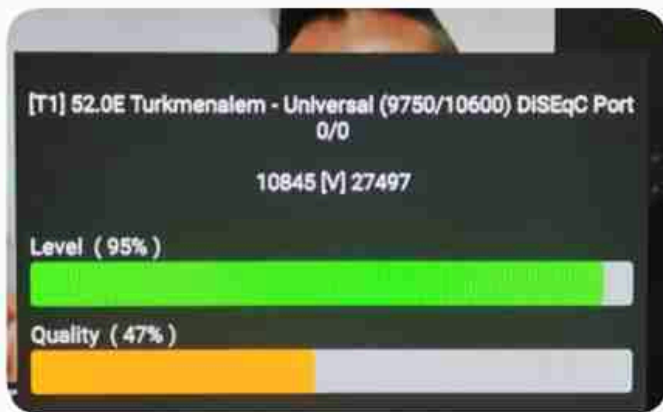 [T1] 52.0E Turkmenalem - Universal (9750/10600) DiSEqC Port
0/0
10845 [V] 27497
Level ( 95% )
Quality ( 47% )